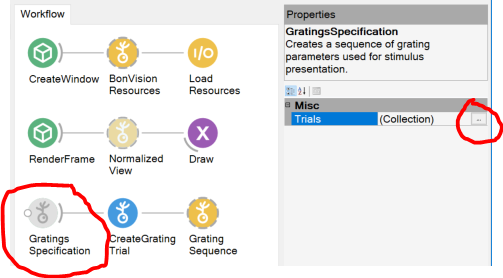 Workflow
CreateWindow
BonVision
Resources
I/O
Load
Resources
RenderFrame
Normalized
View
X
Draw
Gratings
Specification
CreateGrating
Trial
Grating
Sequence
Properties
GratingsSpecification
Creates a sequence of grating
parameters used for stimulus
presentation.
Misc
Trials (Collection) ...